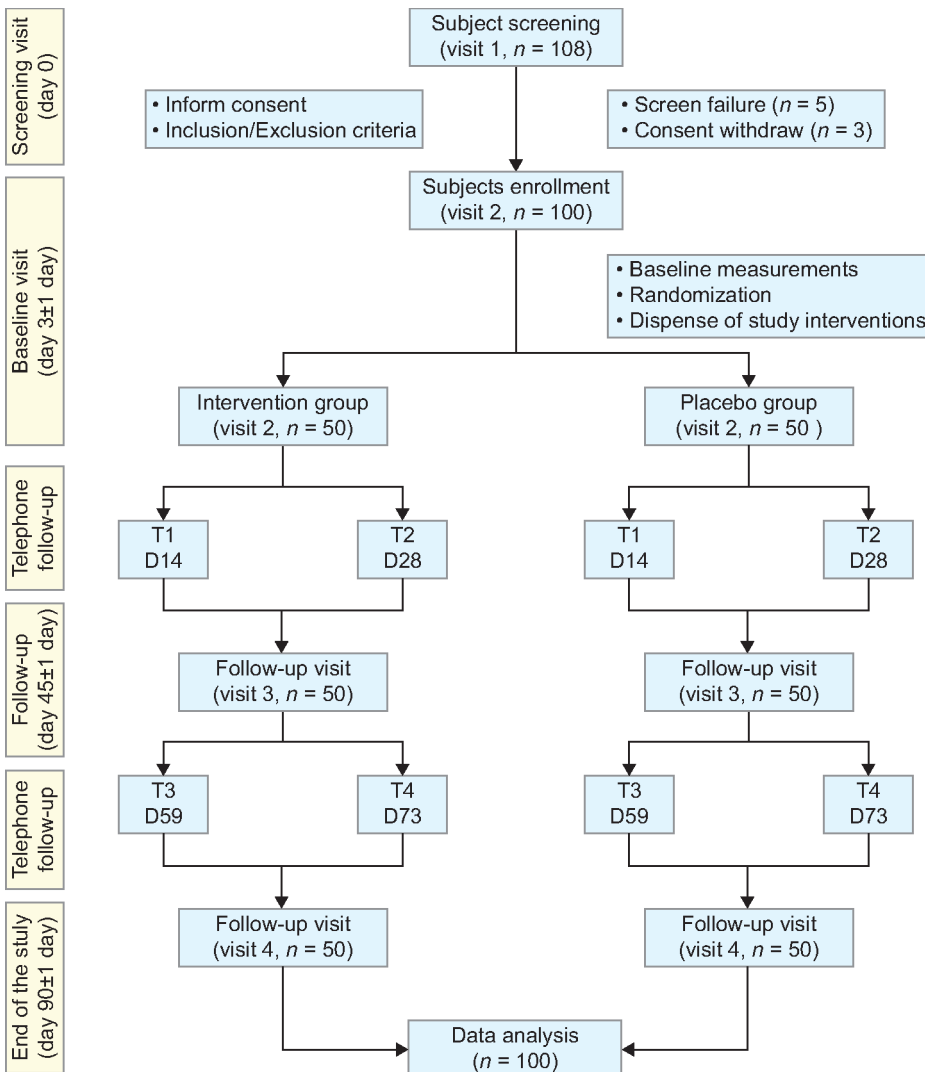 Screening visit
(day 0)
Subject screening
(visit 1, n = 108)
• Inform consent
• Inclusion/Exclusion criteria
• Screen failure (n = 5)
• Consent withdraw (n = 3)
Baseline visit
(day 3±1 day)
Subjects enrollment
(visit 2, n = 100)
• Baseline measurements
• Randomization
• Dispense of study interventions
Intervention group
(visit 2, n = 50)
Placebo group
(visit 2, n = 50 )
Telephone
follow-up
T1
D14
T2
D28
T1
D14
T2
D28
Follow-up
(day 45±1 day)
Follow-up visit
(visit 3, n = 50)
Follow-up visit
(visit 3, n = 50)
Telephone
follow-up
T3
D59
T4
D73
T3
D59
T4
D73
End of the stuly
(day 90±1 day)
Follow-up visit
(visit 4, n = 50)
Follow-up visit
(visit 4, n = 50)
Data analysis
(n = 100)